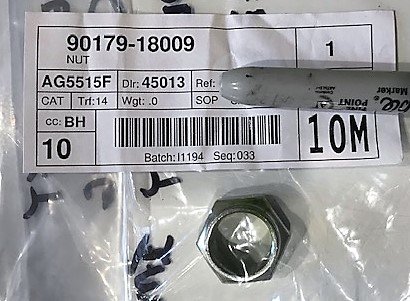 90179-18009
NUT
1
AG5515F
Dlr: 45013
Ref:
CAT
Trf: 14
Wgt: .0
SOP
CC: BH
10
Batch:I1194 Seq:033
10M
Marker
POINT